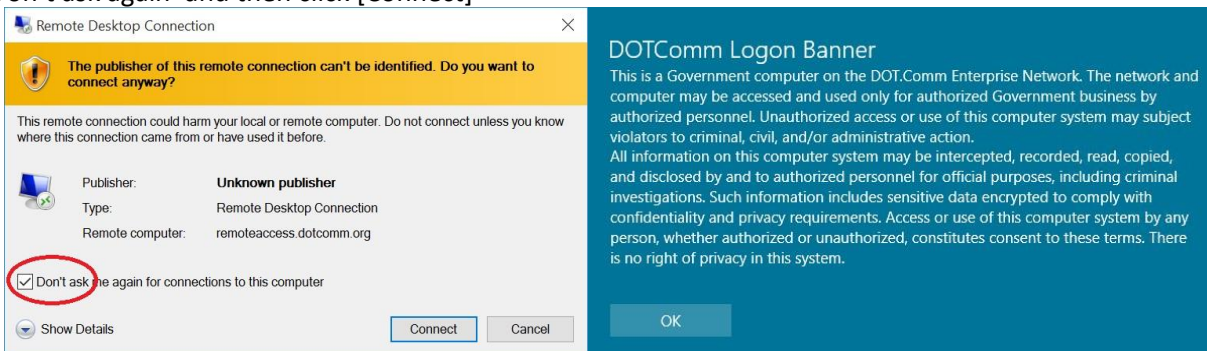 on't ask again" and then click [Connect]
Remote Desktop Connection
The publisher of this remote connection can't be identified. Do you want to
connect anyway?
This remote connection could harm your local or remote computer. Do not connect unless you know
where this connection came from or have used it before.
Publisher: Unknown publisher
Type: Remote Desktop Connection
Remote computer: remoteaccess.dotcomm.org
Don't ask me again for connections to this computer
Show Details
Connect
Cancel
DOTComm Logon Banner
This is a Government computer on the DOT.Comm Enterprise Network. The network and
computer may be accessed and used only for authorized Government business by
authorized personnel. Unauthorized access or use of this computer system may subject
violators to criminal, civil, and/or administrative action.
All information on this computer system may be intercepted, recorded, read, copied,
and disclosed by and to authorized personnel for official purposes, including criminal
investigations. Such information includes sensitive data encrypted to comply with
confidentiality and privacy requirements. Access or use of this computer system by any
person, whether authorized or unauthorized, constitutes consent to these terms. There
is no right of privacy in this system.
OK